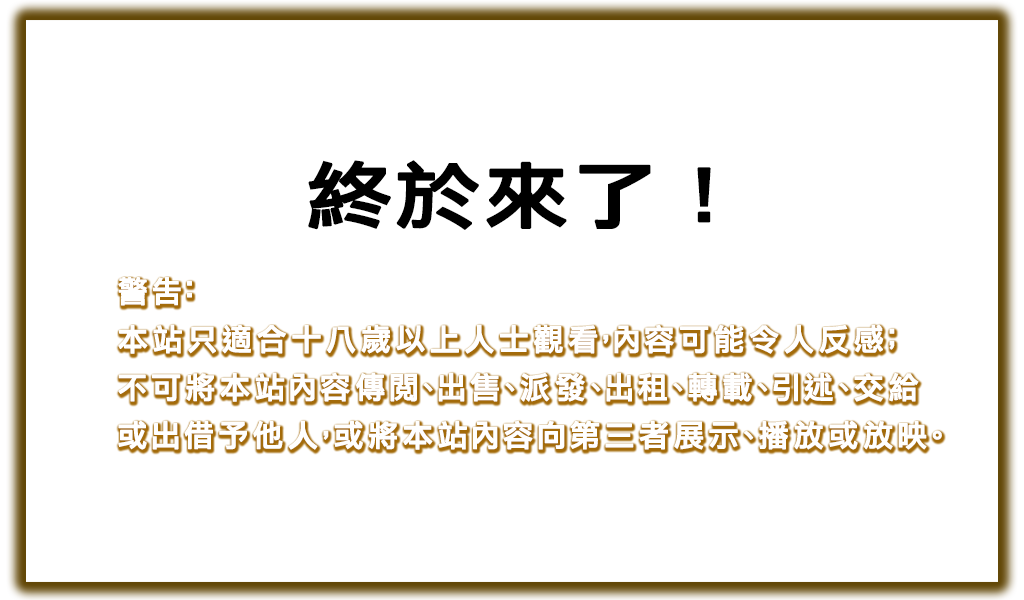 終於來了！
警告：
本站只適合十八歲以上人士觀看，內容可能令人反感；
不可將本站內容傳閱、出售、派發、出租、轉載、引述、交給
或出借予他人，或將本站內容向第三者展示、播放或放映。